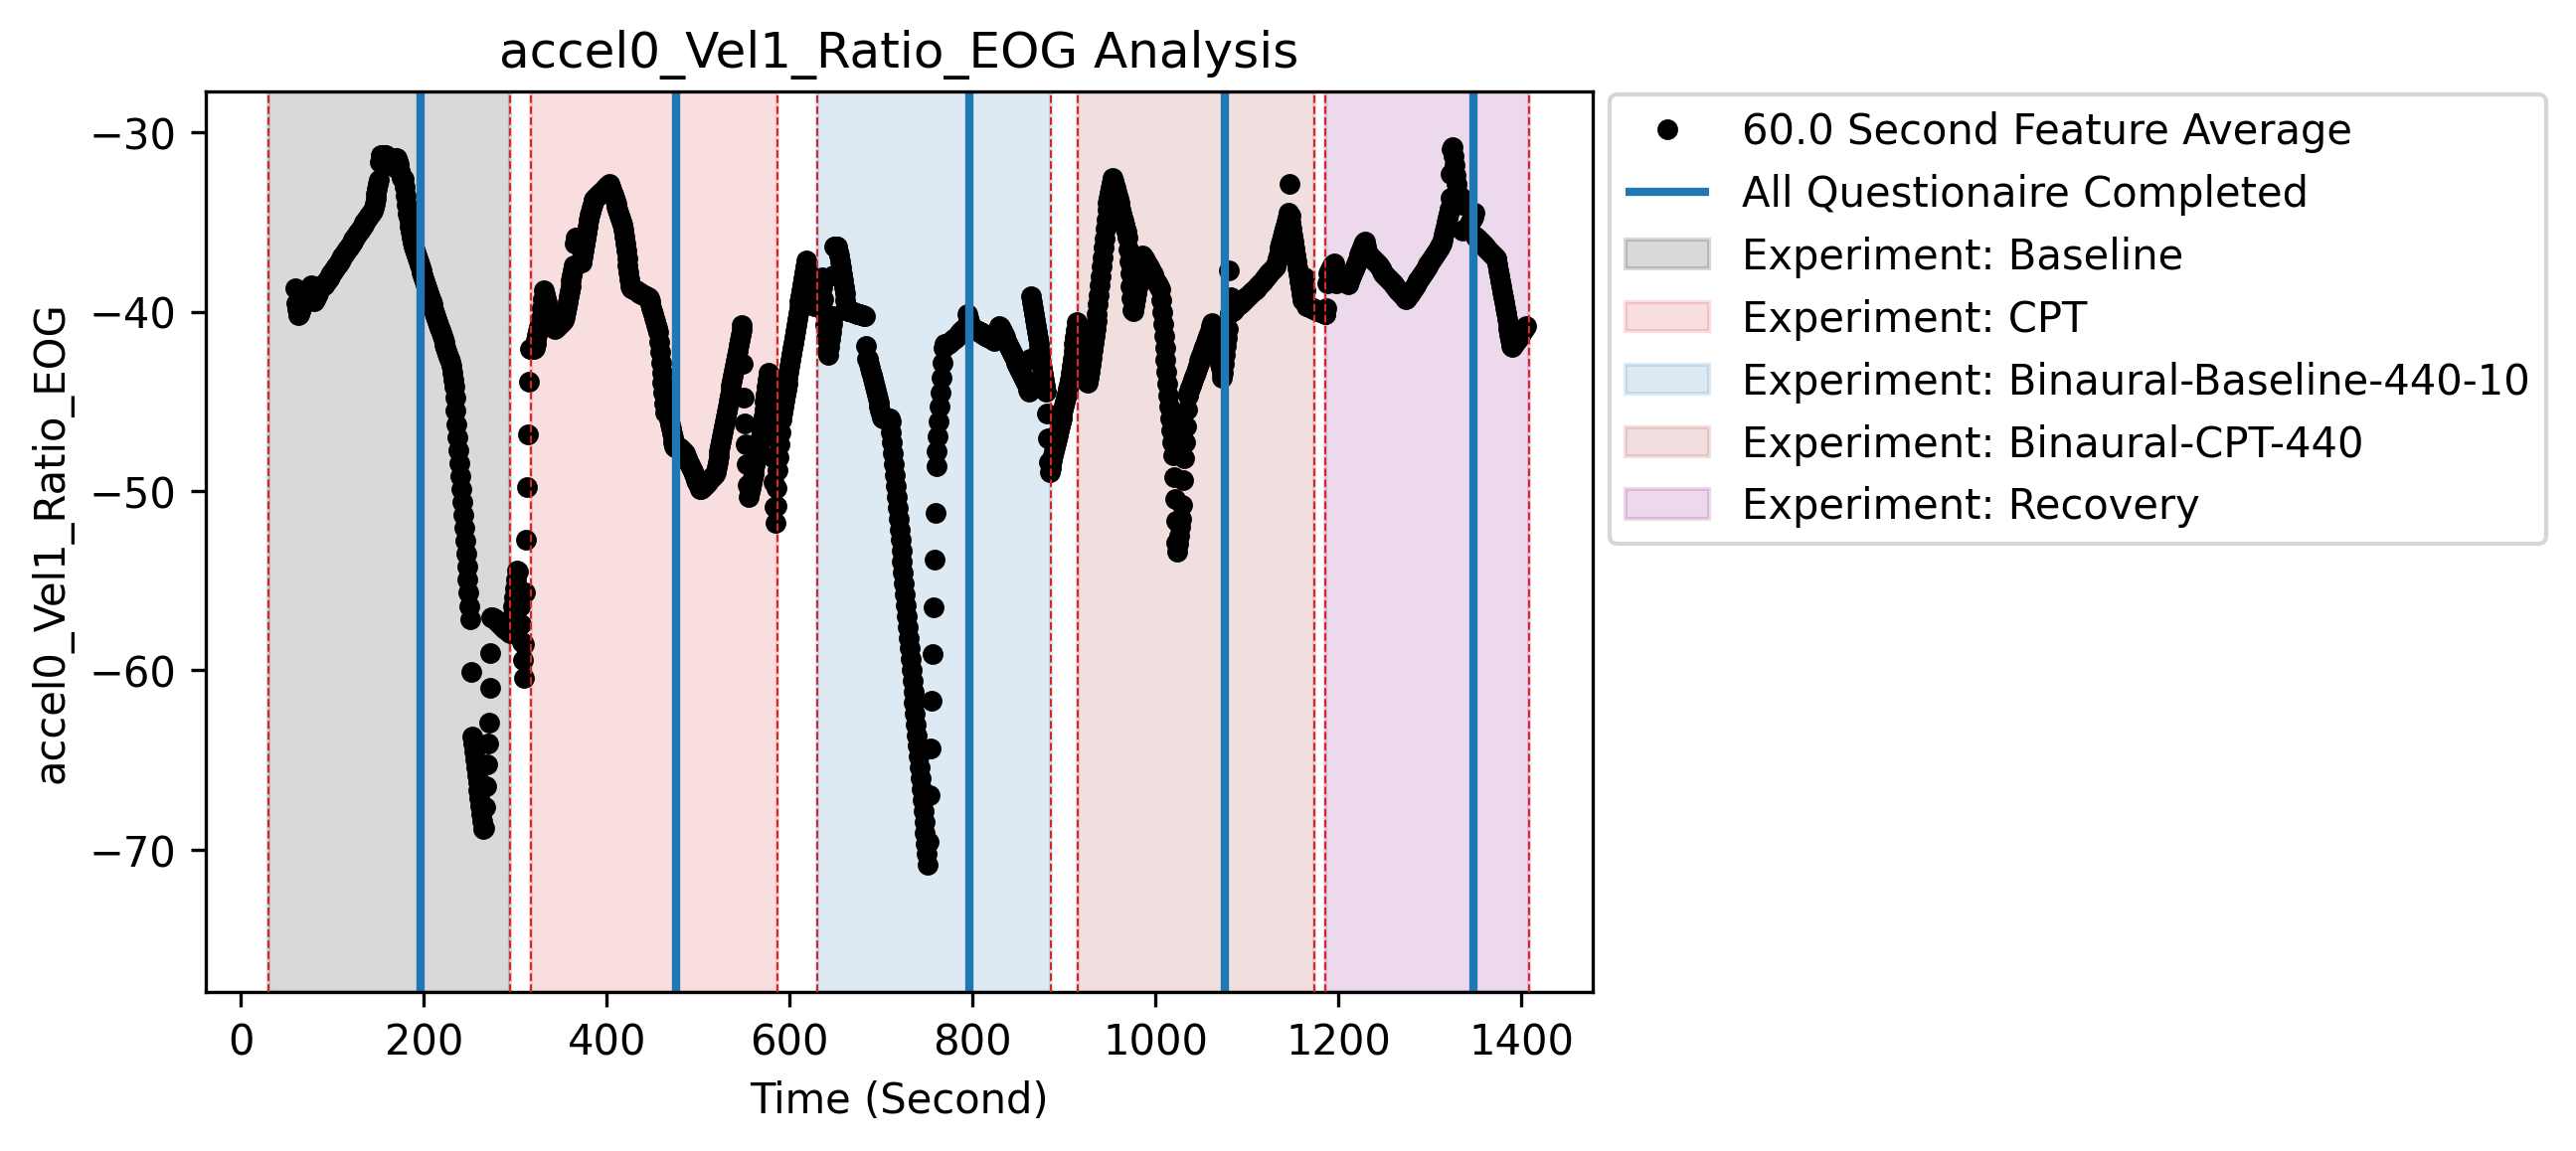 accel0_Vel1_Ratio_EOG Analysis
accel0_Vel1_Ratio_EOG
−30
−40
−50
−60
−70
0
200
400
600
800
1000
1200
1400
Time (Second)
60.0 Second Feature Average
All Questionaire Completed
Experiment: Baseline
Experiment: CPT
Experiment: Binaural-Baseline-440-10
Experiment: Binaural-CPT-440
Experiment: Recovery